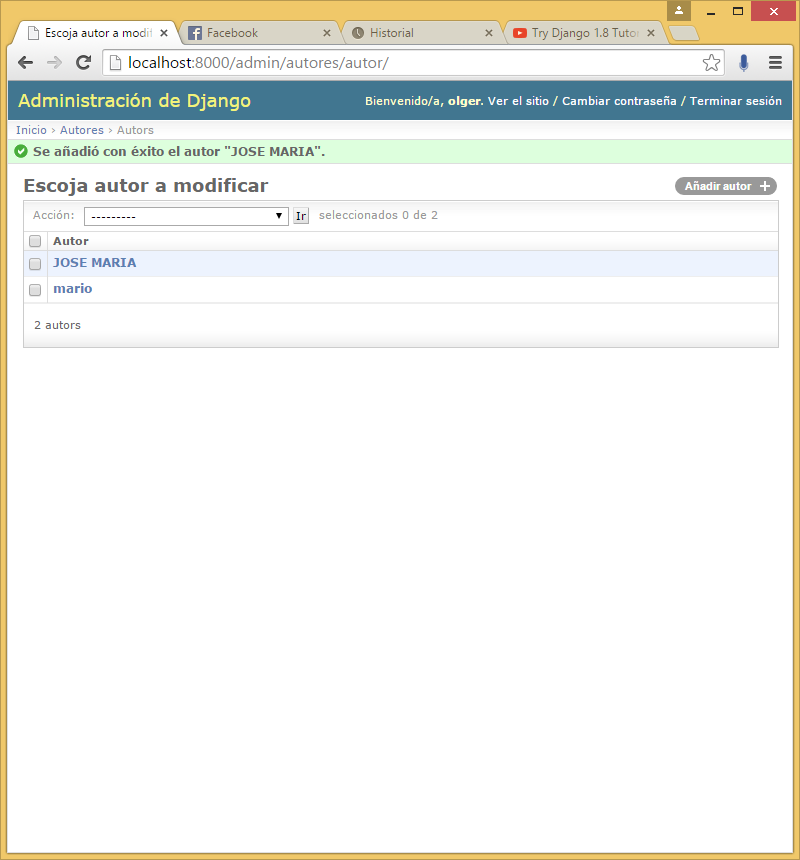 Escoja autor a modif
Facebook
Historial
Try Django 1.8 Tutor
localhost:8000/admin/autores/autor/
Administración de Django
Bienvenido/a, olger. Ver el sitio / Cambiar contraseña / Terminar sesión
Inicio › Autores › Autors
Se añadió con éxito el autor "JOSE MARIA".
Escoja autor a modificar
Añadir autor
Acción: --------- Ir seleccionados 0 de 2
Autor
JOSE MARIA
mario
2 autors